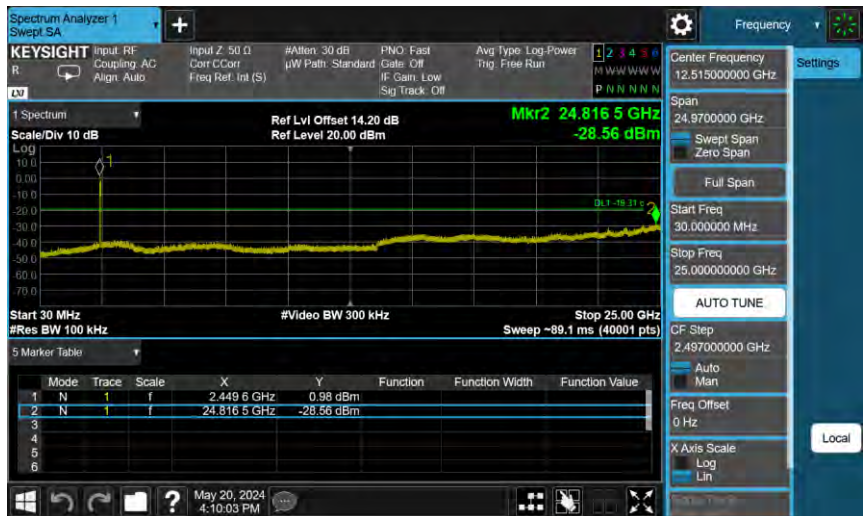 Spectrum Analyzer 1
Swept SA
+
Frequency
KEYSIGHT
R
LXI
Input: RF
Coupling: AC
Align: Auto
Input Z: 50 Ω
Corr CCorr
Freq Ref: Int (S)
#Atten: 30 dB
µW Path: Standard
PNO: Fast
Gate: Off
IF Gain: Low
Sig Track: Off
Avg Type: Log-Power
Trig: Free Run
1 2 3 4 5 6
M W W W W W
P N N N N N
1 Spectrum
Scale/Div 10 dB
Ref Lvl Offset 14.20 dB
Ref Level 20.00 dBm
Mkr2 24.816 5 GHz
-28.56 dBm
Log
10.0
0.00
-10.0
-20.0
-30.0
-40.0
-50.0
-60.0
-70.0
1
2
Start 30 MHz
#Res BW 100 kHz
#Video BW 300 kHz
Stop 25.00 GHz
Sweep ~89.1 ms (40001 pts)
5 Marker Table
Mode Trace Scale X Y Function Function Width Function Value
1 N 1 f 2.449 6 GHz 0.98 dBm
2 N 1 f 24.816 5 GHz -28.56 dBm
3
4
5
6
Center Frequency
12.515000000 GHz
Span
24.9700000 GHz
Swept Span
Zero Span
Full Span
Start Freq
30.000000 MHz
Stop Freq
25.000000000 GHz
AUTO TUNE
CF Step
2.497000000 GHz
Auto
Man
Freq Offset
0 Hz
X Axis Scale
Log
Lin
Settings
Local
?
May 20, 2024
4:10:03 PM